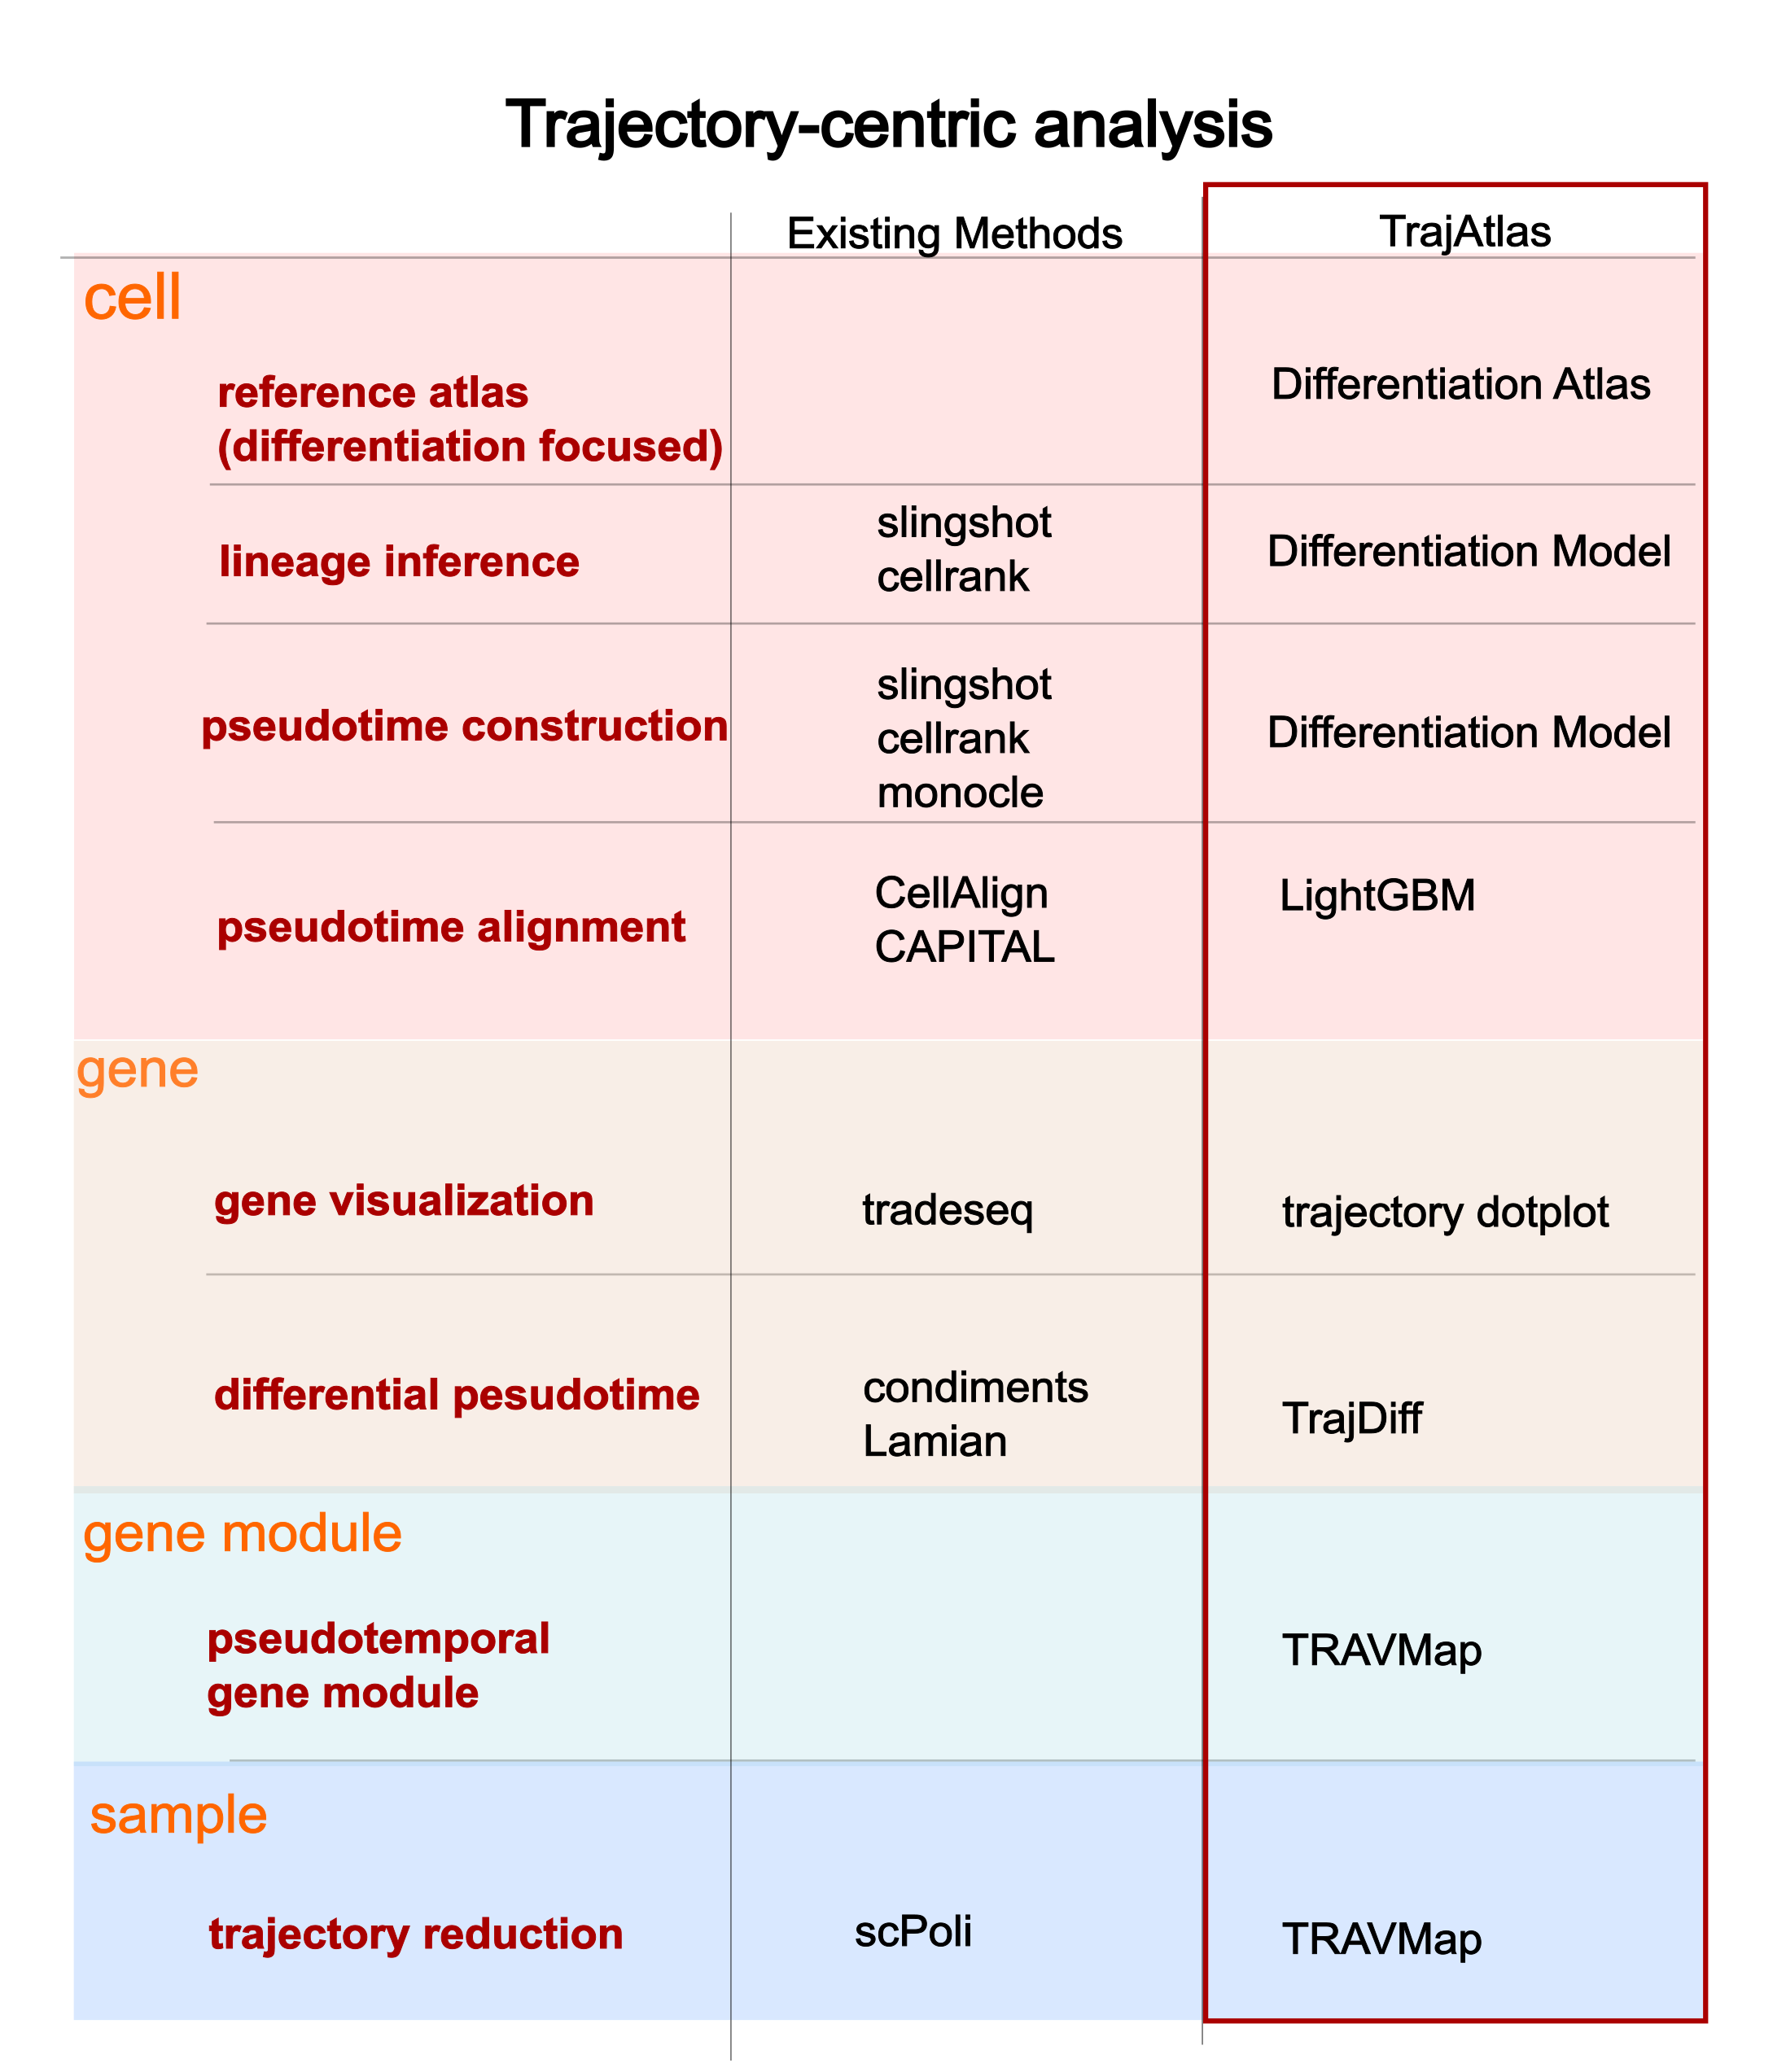 Trajectory-centric analysis
Existing Methods
TrajAtlas
cell
reference atlas
(differentiation focused)
Differentiation Atlas
lineage inference
slingshot
cellrank
Differentiation Model
pseudotime construction
slingshot
cellrank
monocle
Differentiation Model
pseudotime alignment
CellAlign
CAPITAL
LightGBM
gene
gene visualization
tradeseq
trajectory dotplot
differential pesudotime
condiments
Lamian
TrajDiff
gene module
pseudotemporal
gene module
TRAVMap
sample
trajectory reduction
scPoli
TRAVMap